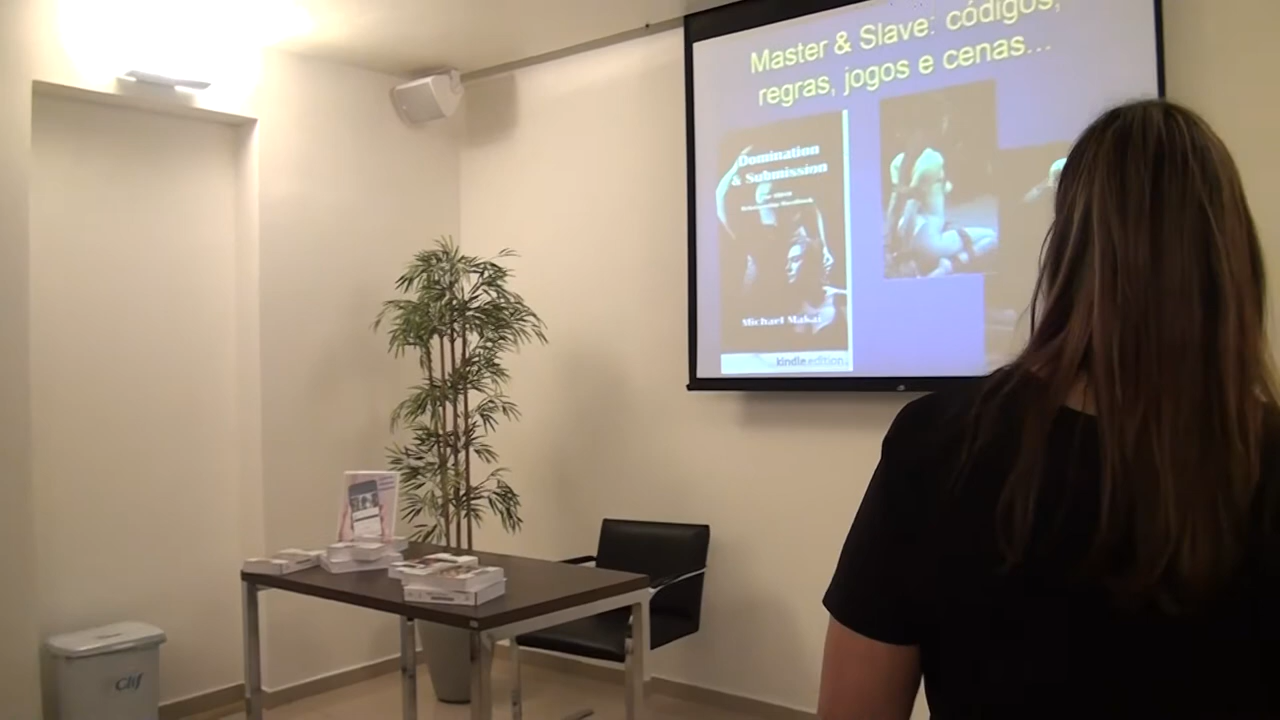 Master & Slave: códigos,
regras, jogos e cenas...
Domination
& Submission
Michael Makai
kindle edition
Clif